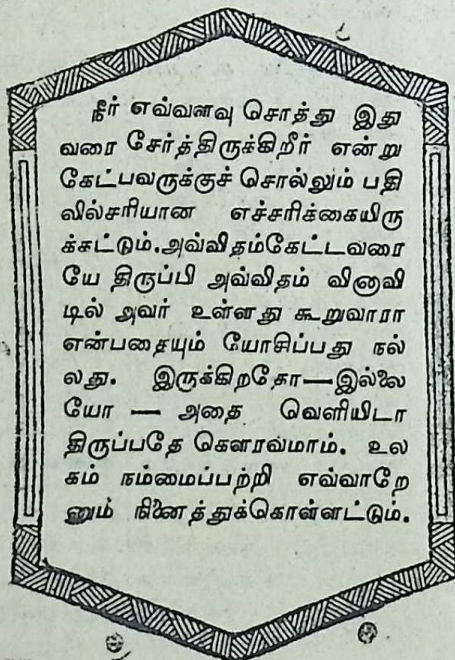 நீர் எவ்வளவு சொத்து இது
வரை சேர்த்திருக்கிறீர் என்று
கேட்பவருக்குச் சொல்லும் பதி
வில்சரியான எச்சரிக்கையிரு
க்கட்டும். அவ்விதம்கேட்டவரை
யே திருப்பி அவ்விதம் வினாவி
டில் அவர் உள்ளது கூறுவாரா
என்பதையும் யோசிப்பது நல்
லது. இருக்கிறதோ—இல்லை
யோ — அதை வெளியிடா
திருப்பதே கௌரவமாம். உல
கம் நம்மைப்பற்றி எவ்வாறே
னும் நினைத்துக்கொள்ளட்டும்.